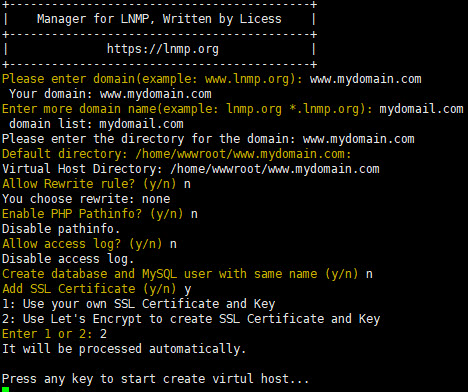 +-------------------------------------------+
|    Manager for LNMP, Written by Licess    |
+-------------------------------------------+
|              https://lnmp.org             |
+-------------------------------------------+
Please enter domain(example: www.lnmp.org): www.mydomain.com
 Your domain: www.mydomain.com
Enter more domain name(example: lnmp.org *.lnmp.org): mydomail.com
 domain list: mydomail.com
Please enter the directory for the domain: www.mydomain.com
Default directory: /home/wwwroot/www.mydomain.com:
Virtual Host Directory: /home/wwwroot/www.mydomain.com
Allow Rewrite rule? (y/n) n
You choose rewrite: none
Enable PHP Pathinfo? (y/n) n
Disable pathinfo.
Allow access log? (y/n) n
Disable access log.
Create database and MySQL user with same name (y/n) n
Add SSL Certificate (y/n) y
1: Use your own SSL Certificate and Key
2: Use Let's Encrypt to create SSL Certificate and Key
Enter 1 or 2: 2
It will be processed automatically.

Press any key to start create virtul host...